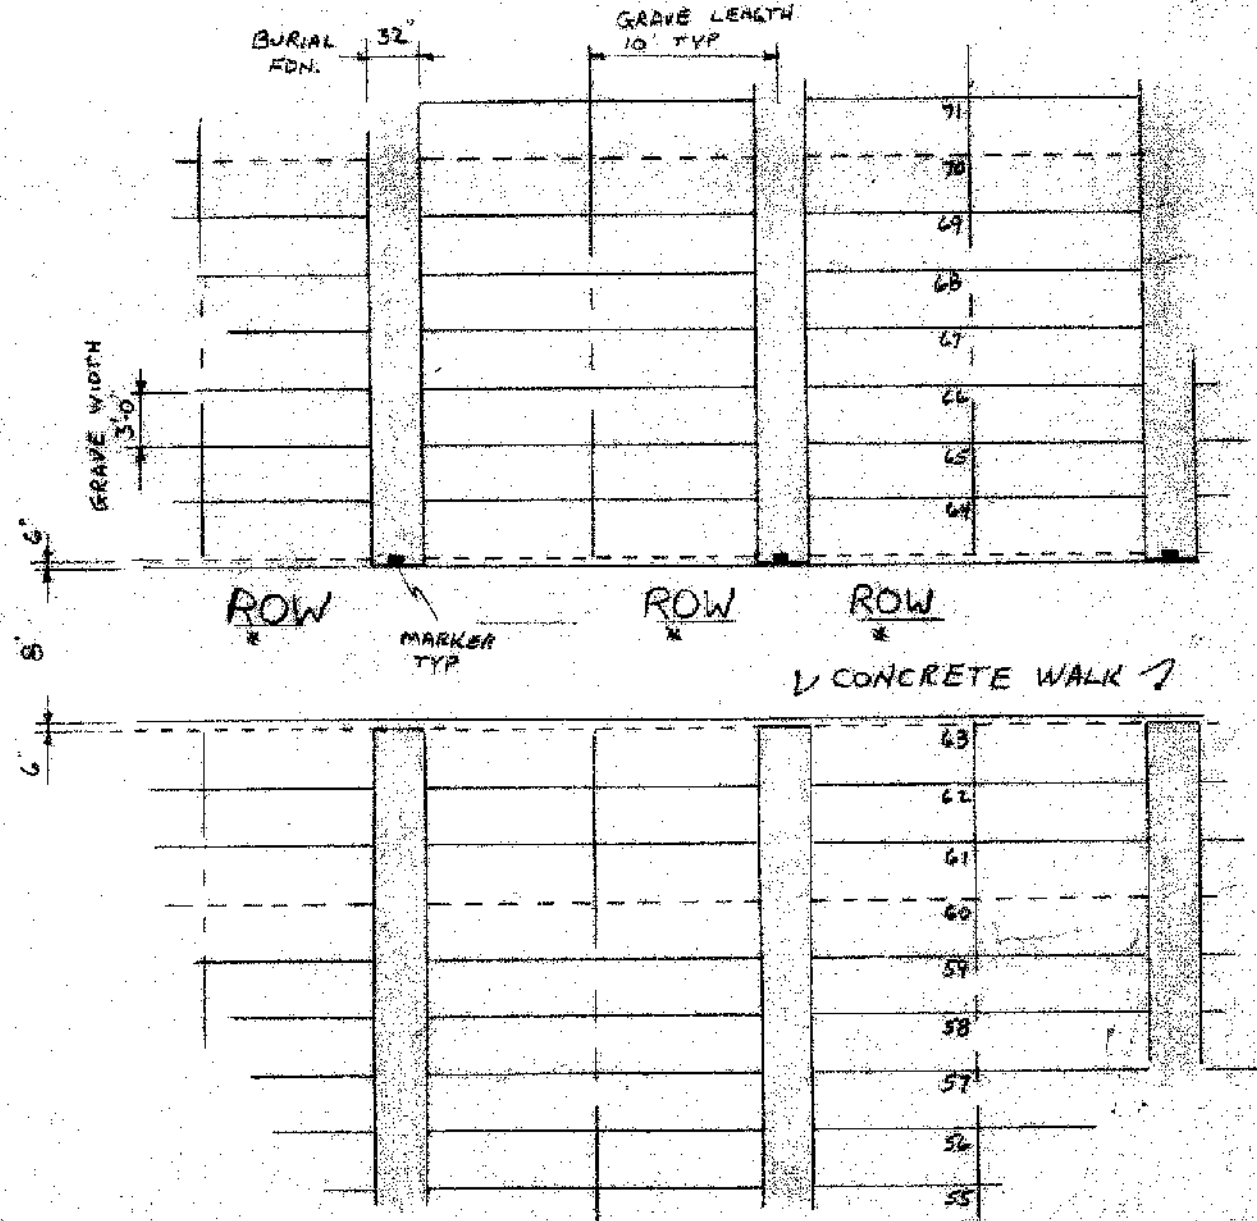 BURIAL
FDN.
32"
GRAVE LENGTH
10' TYP
71
70
69
68
67
66
65
64
GRAVE WIDTH
3'-0"
6"
ROW
*
ROW
*
ROW
*
MARKER
TYP
8'
CONCRETE WALK
6"
63
62
61
60
59
58
57
56
55